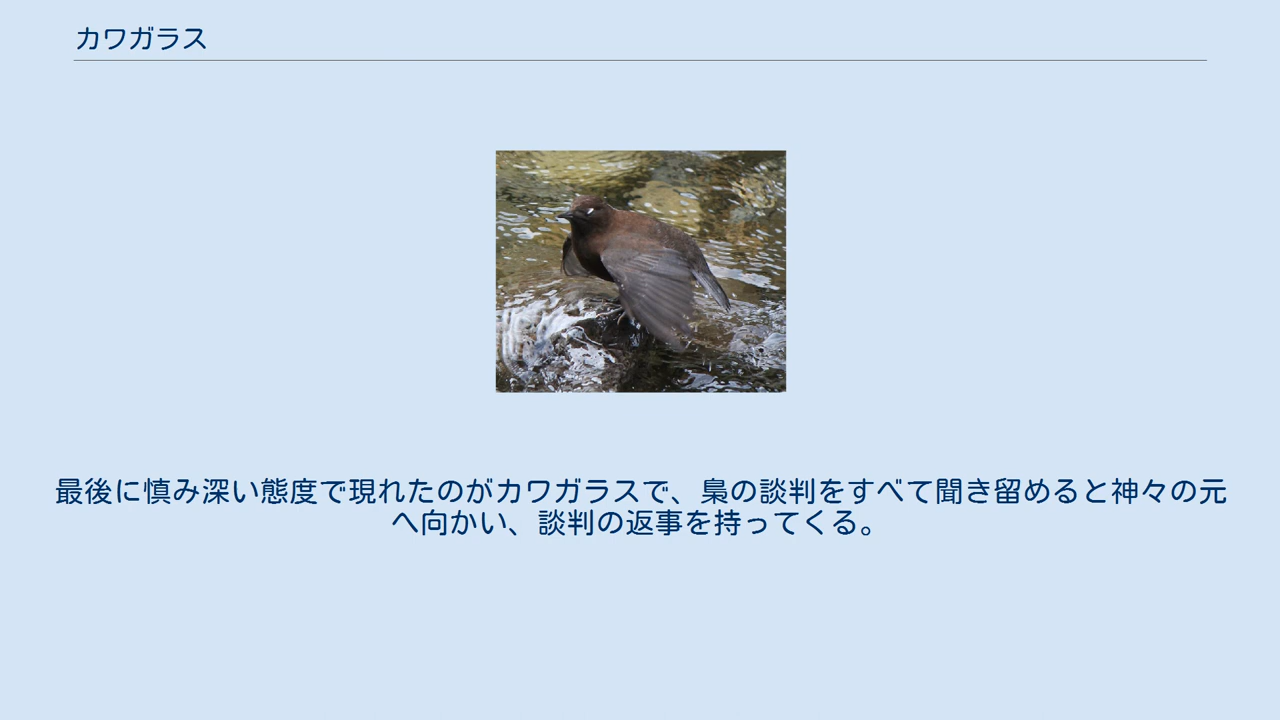 カワガラス
最後に慎み深い態度で現れたのがカワガラスで、梟の談判をすべて聞き留めると神々の元
へ向かい、談判の返事を持ってくる。